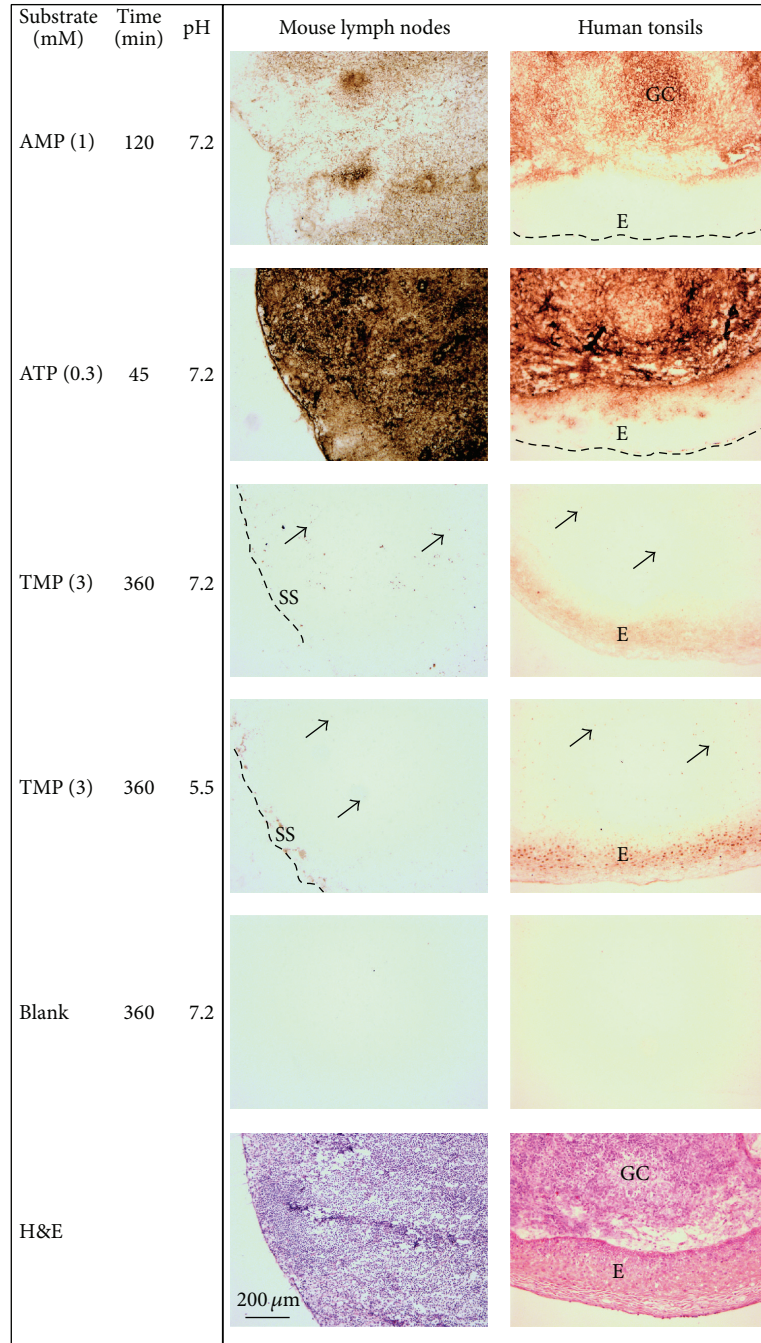 Substrate (mM) Time (min) pH Mouse lymph nodes Human tonsils
AMP (1) 120 7.2
GC
E
ATP (0.3) 45 7.2
E
TMP (3) 360 7.2
SS
E
TMP (3) 360 5.5
SS
E
Blank 360 7.2
H&E
200 μm
GC
E